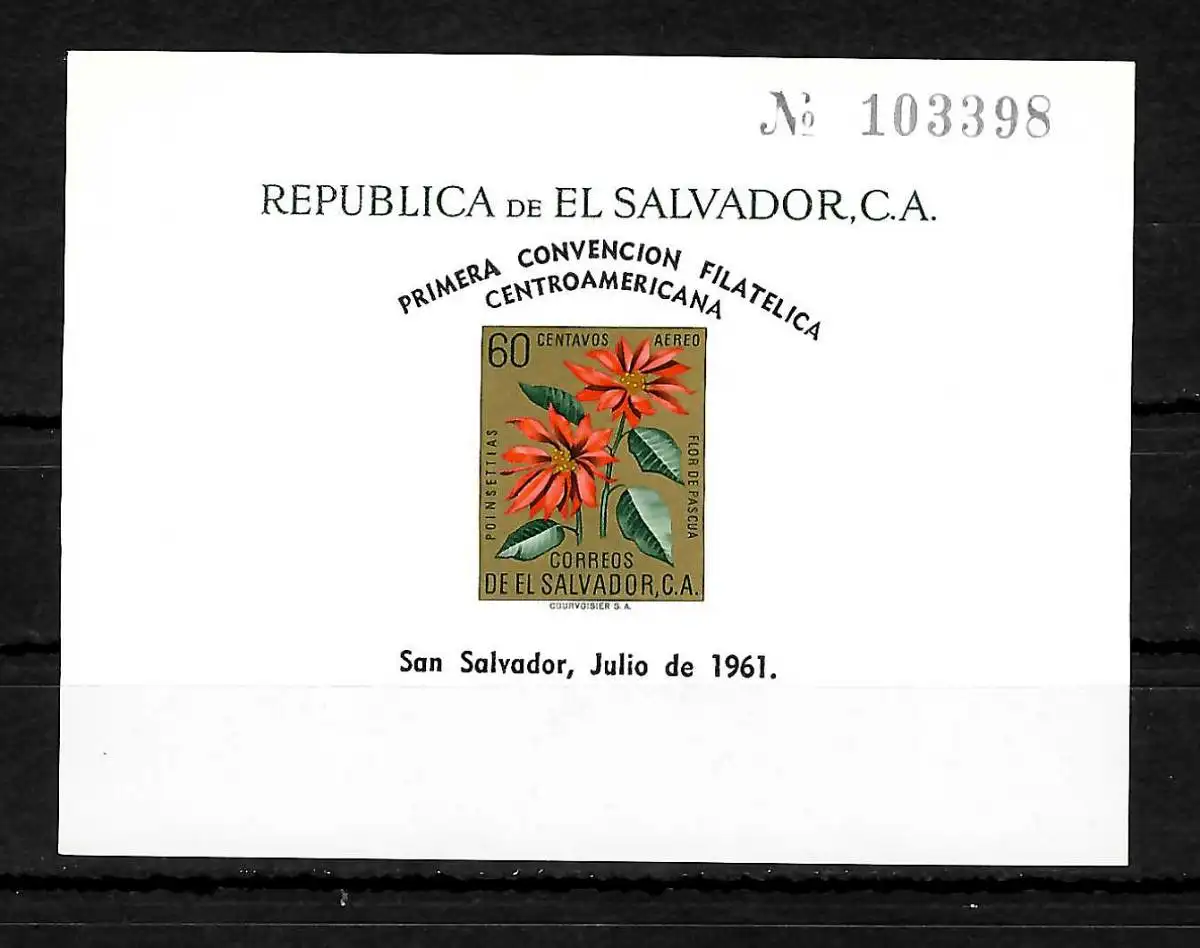 Nº 103398
REPUBLICA DE EL SALVADOR, C.A.
PRIMERA CONVENCION FILATELICA
CENTROAMERICANA
60 CENTAVOS AEREO
POINSETTIAS
FLOR DE PASCUA
CORREOS
DE EL SALVADOR, C.A.
COURVOISIER S.A.
San Salvador, Julio de 1961.